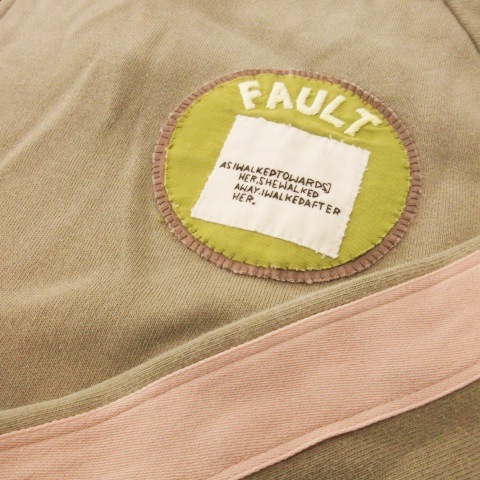 FAULT
ASIWALKEDTOWARDS
HER,SHEWALKED
AWAY.IWALKEDAFTER
HER.